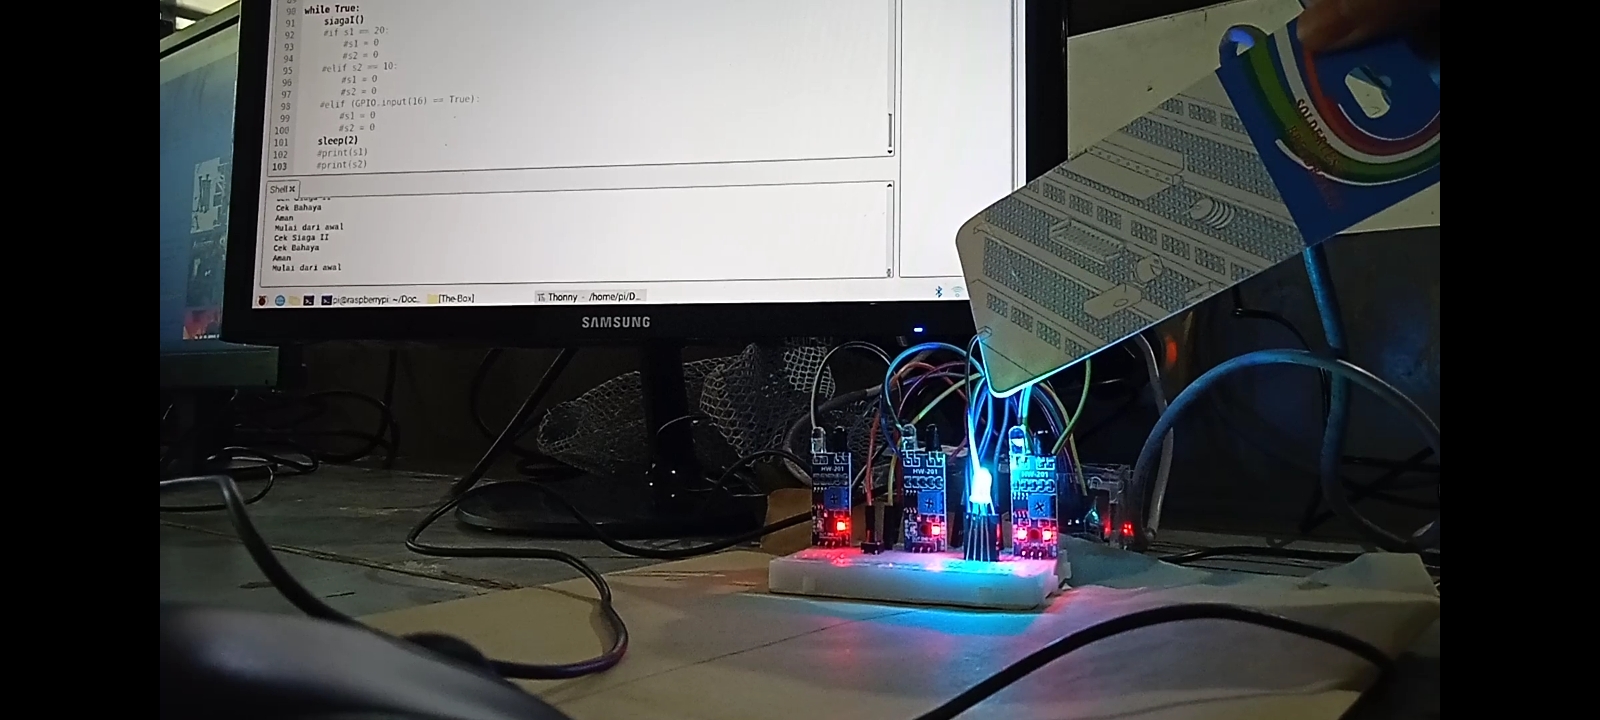 90 while True:
91 siagaI()
92 #if s1 == 20:
93 #s1 = 0
94 #s2 = 0
95 #elif s2 == 10:
96 #s1 = 0
97 #s2 = 0
98 #elif (GPIO.input(16) == True):
99 #s1 = 0
100 #s2 = 0
101 sleep(2)
102 #print(s1)
103 #print(s2)
Shell
Cek Bahaya
Aman
Mulai dari awal
Cek Siaga II
Cek Bahaya
Aman
Mulai dari awal
pi@raspberrypi: ~/Doc..
[The-Box]
Thonny - /home/pi/D...
SAMSUNG
HW-201
HW-201
HW-201